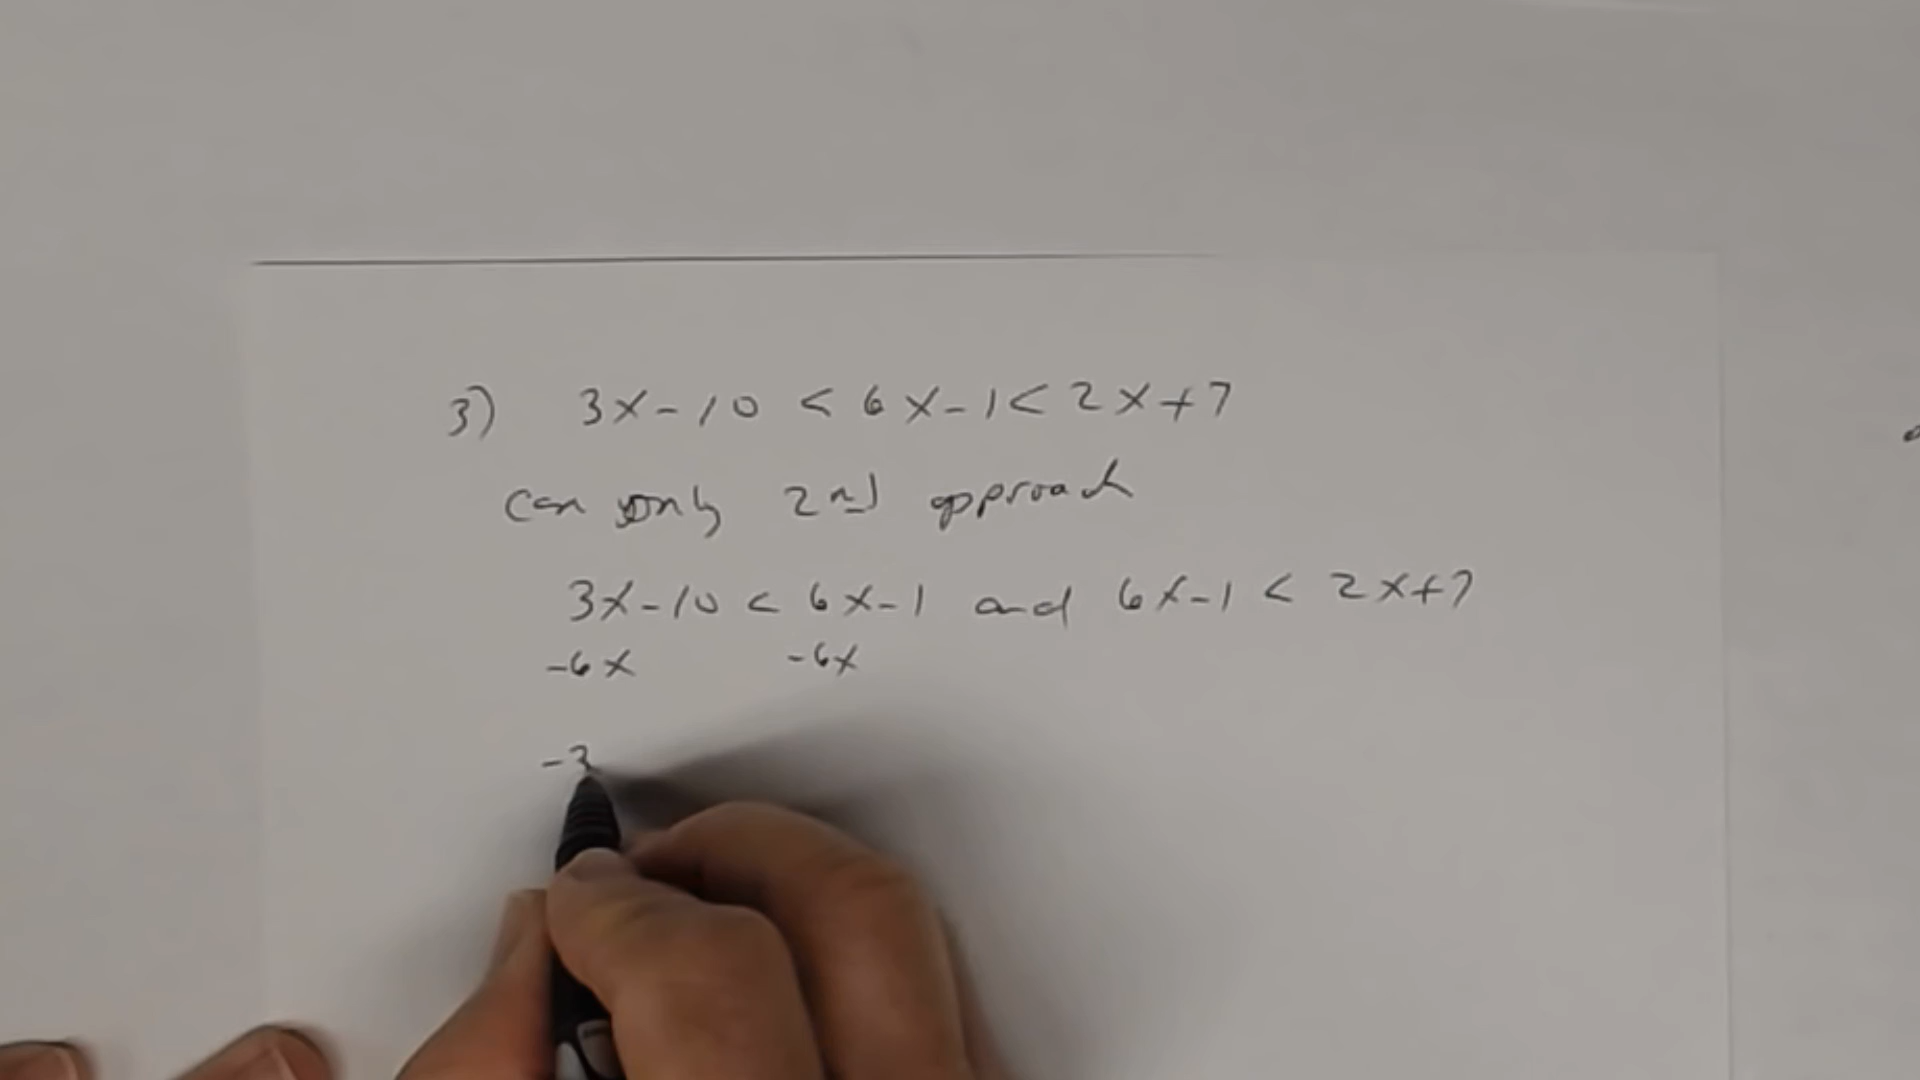 3) 3x-10 < 6x-1 < 2x+7
can only 2nd approach
3x-10 < 6x-1 and 6x-1 < 2x+7
-6x -6x
-3